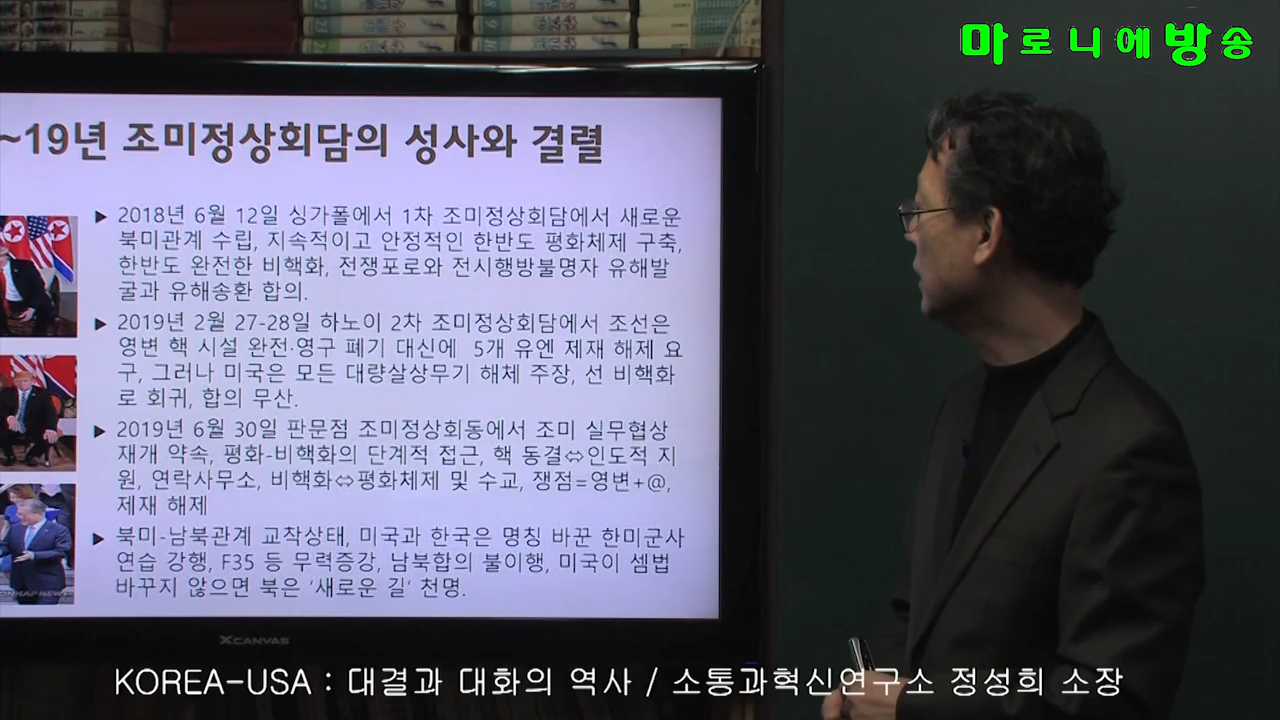 마로니에방송
~19년 조미정상회담의 성사와 결렬
▶ 2018년 6월 12일 싱가폴에서 1차 조미정상회담에서 새로운
북미관계 수립, 지속적이고 안정적인 한반도 평화체제 구축,
한반도 완전한 비핵화, 전쟁포로와 전시행방불명자 유해발
굴과 유해송환 합의.
▶ 2019년 2월 27-28일 하노이 2차 조미정상회담에서 조선은
영변 핵 시설 완전·영구 폐기 대신에 5개 유엔 제재 해제 요
구, 그러나 미국은 모든 대량살상무기 해체 주장, 선 비핵화
로 회귀, 합의 무산.
▶ 2019년 6월 30일 판문점 조미정상회동에서 조미 실무협상
재개 약속, 평화-비핵화의 단계적 접근, 핵 동결⇔인도적 지
원, 연락사무소, 비핵화⇔평화체제 및 수교, 쟁점=영변+@,
제재 해제
▶ 북미-남북관계 교착상태, 미국과 한국은 명칭 바꾼 한미군사
연습 강행, F35 등 무력증강, 남북합의 불이행, 미국이 셈법
바꾸지 않으면 북은 ‘새로운 길’ 천명.
XCANVAS
KOREA-USA : 대결과 대화의 역사 / 소통과혁신연구소 정성희 소장